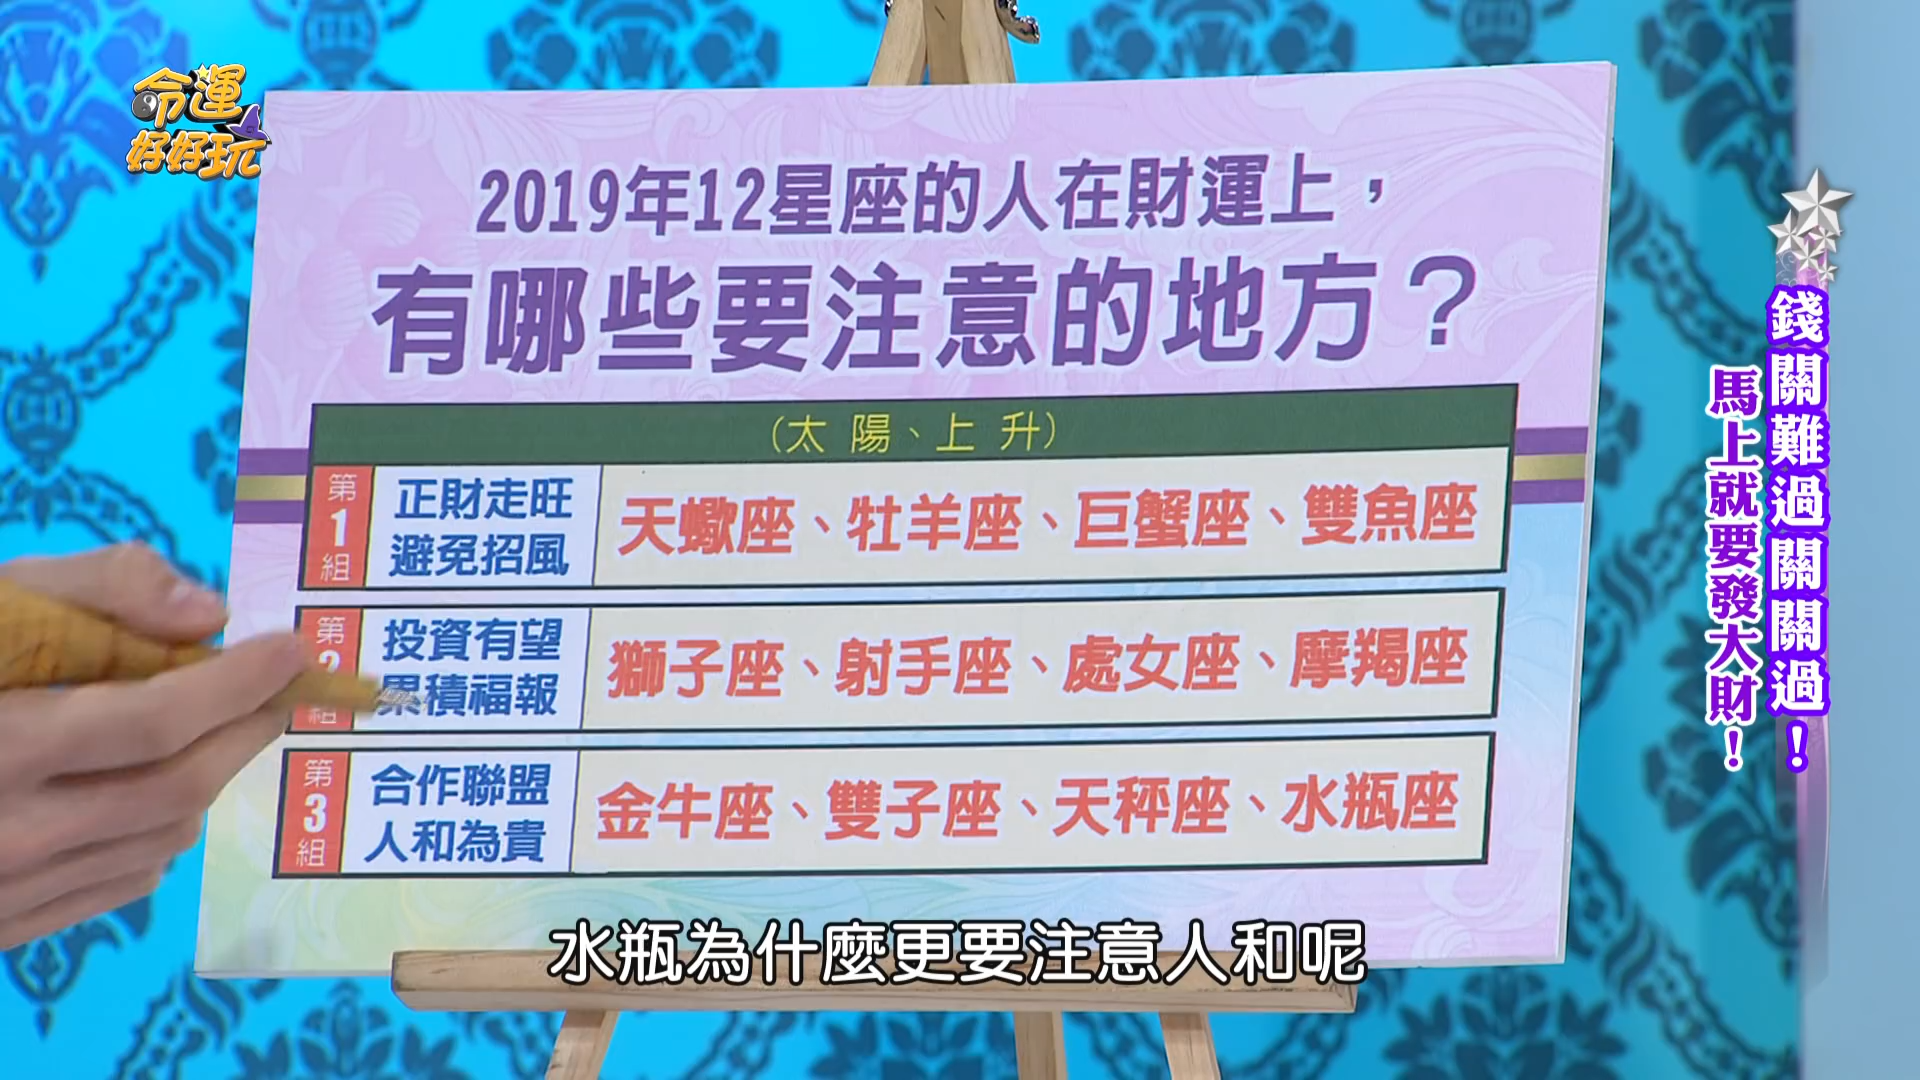 命運
好好玩
2019年12星座的人在財運上，
有哪些要注意的地方？
(太陽、上升)
第1組
正財走旺
避免招風
天蠍座、牡羊座、巨蟹座、雙魚座
第2組
投資有望
累積福報
獅子座、射手座、處女座、摩羯座
第3組
合作聯盟
人和為貴
金牛座、雙子座、天秤座、水瓶座
錢關難過關關過！
馬上就要發大財！
水瓶為什麼更要注意人和呢